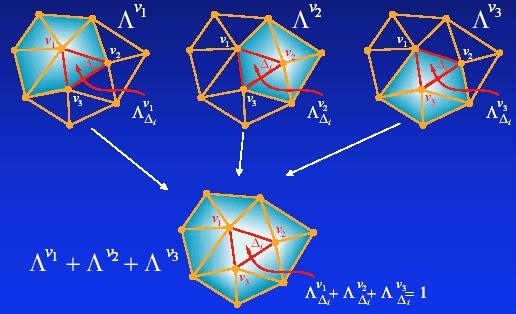 Λ^v1 Λ^v2 Λ^v3
v1 v2 v3 Δi Λ^v1_Δi
v1 v2 v3 Δi Λ^v2_Δi
v1 v2 v3 Δi Λ^v3_Δi
v1 v2 v3 Δi
Λ^v1 + Λ^v2 + Λ^v3
Λ^v1_Δi + Λ^v2_Δi + Λ^v3_Δi = 1